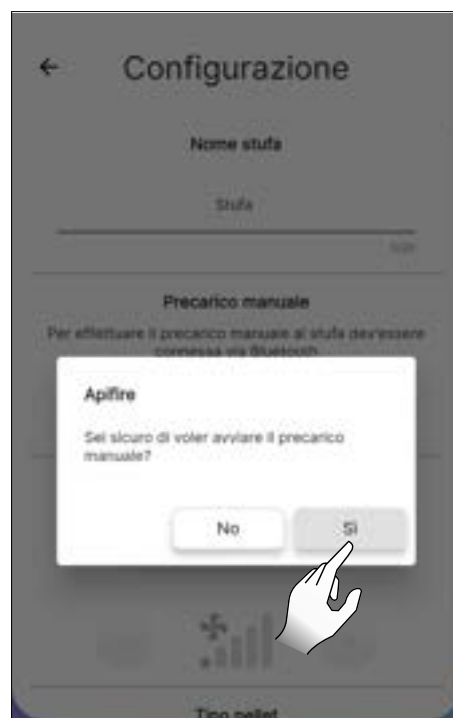 Configurazione
Nome stufa
Stufa
Precarico manuale
Per effettuare il precarico manuale al stufa dev'essere
connessa via Bluetooth
Apifire
Sei sicuro di voler avviare il precarico
manuale?
No
Sì
Tipo pellet